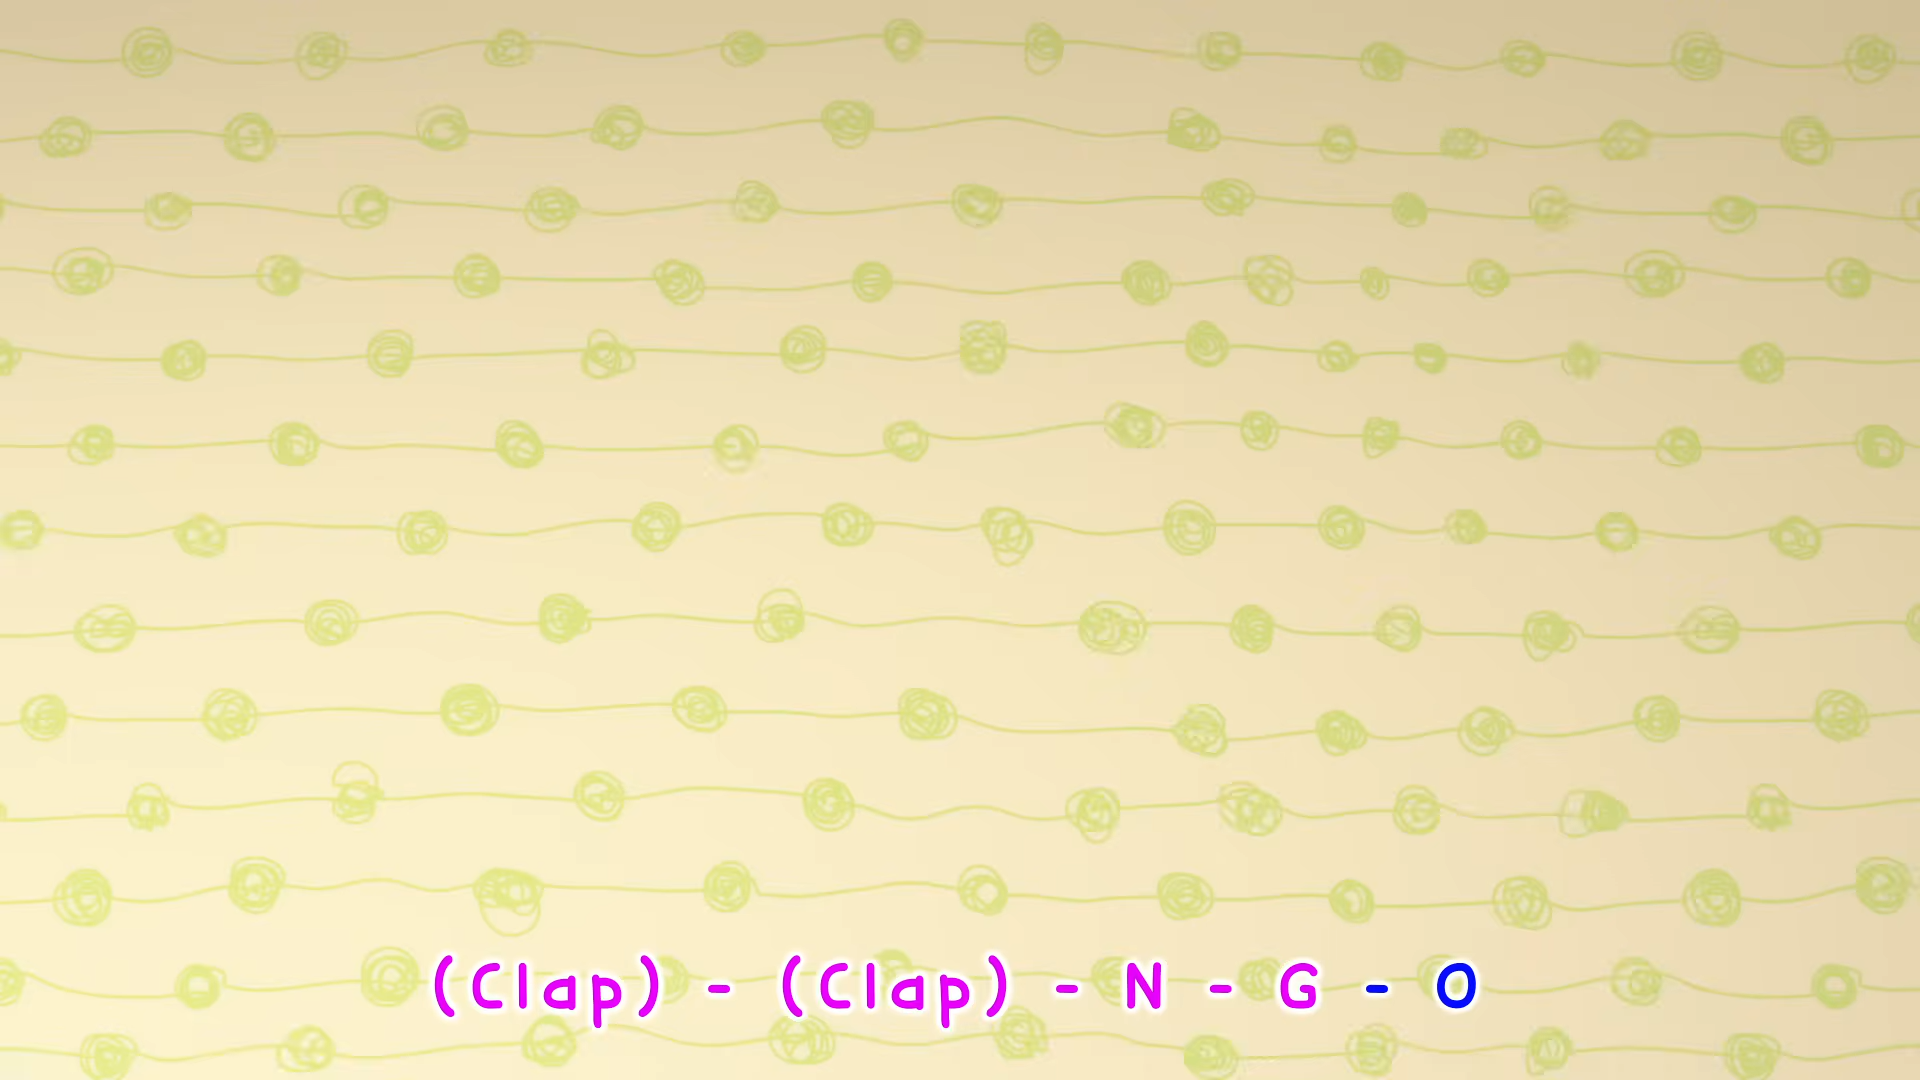 (Clap) - (Clap) - N - G - O